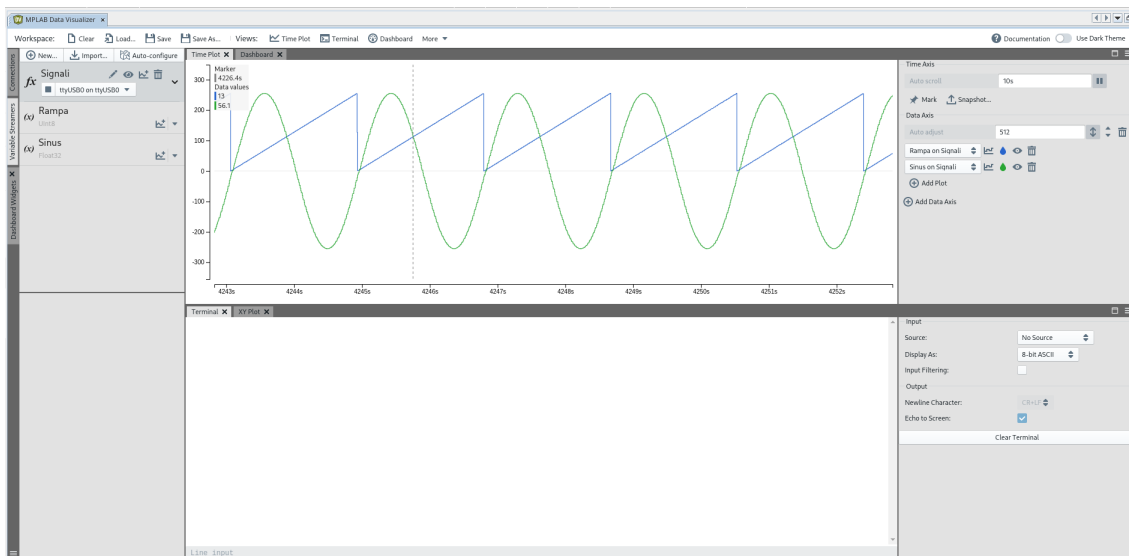 MPLAB Data Visualizer ×
Workspace: Clear Load... Save Save As... Views: Time Plot Terminal Dashboard More Documentation Use Dark Theme
Connections
Variable Streamers
Dashboard Widgets
New... Import... Auto-configure
fx Signali
ttyUSB0 on ttyUSB0
(x) Rampa
Uint8
(x) Sinus
Float32
Time Plot Dashboard
Marker
4226.4s
Data values
13
56.1
300
200
100
0
-100
-200
-300
4243s 4244s 4245s 4246s 4247s 4248s 4249s 4250s 4251s 4252s
Time Axis
Auto scroll 10s
Mark Snapshot...
Data Axis
Auto adjust 512
Rampa on Signali
Sinus on Signali
Add Plot
Add Data Axis
Terminal XY Plot
Line input
Input
Source: No Source
Display As: 8-bit ASCII
Input Filtering:
Output
Newline Character: CR+LF
Echo to Screen:
Clear Terminal